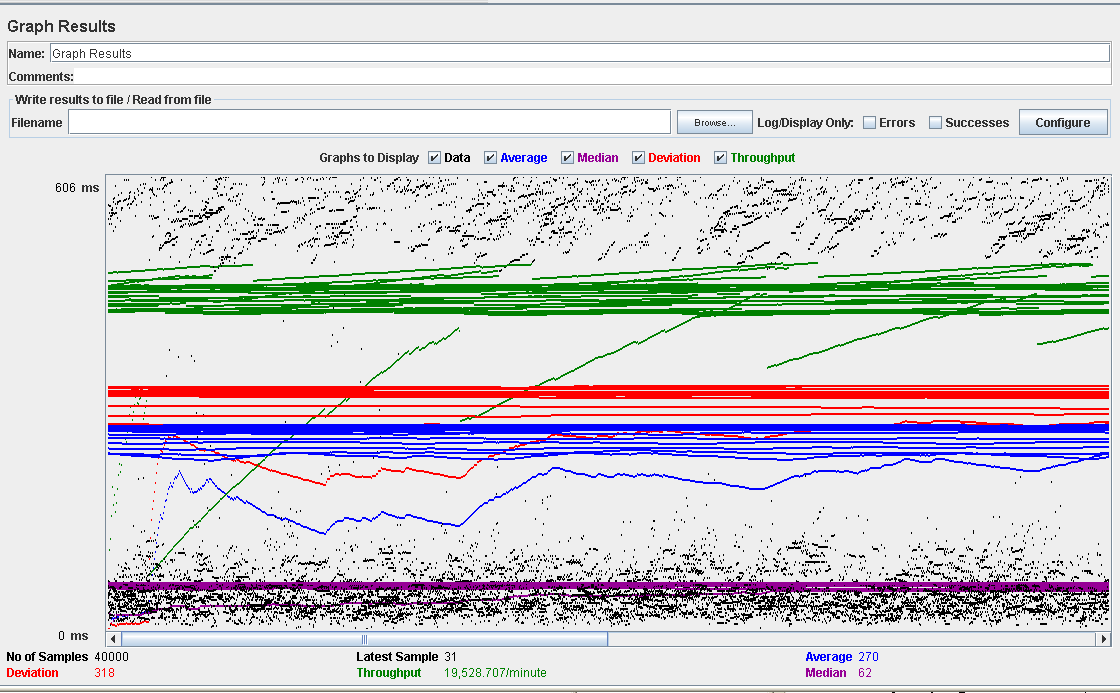 Graph Results
Name: Graph Results
Comments:
Write results to file / Read from file
Filename Browse... Log/Display Only: Errors Successes Configure
Graphs to Display Data Average Median Deviation Throughput
606 ms
0 ms
No of Samples 40000 Latest Sample 31 Average 270
Deviation 318 Throughput 19,528.707/minute Median 62